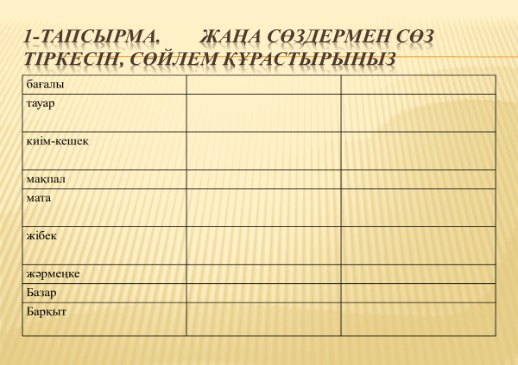 1-ТАПСЫРМА. ЖАҢА СӨЗДЕРМЕН СӨЗ
ТІРКЕСІН, СӨЙЛЕМ ҚҰРАСТЫРЫҢЫЗ
бағалы
тауар
киім-кешек
мақпал
мата
жібек
жәрмеңке
Базар
Барқыт